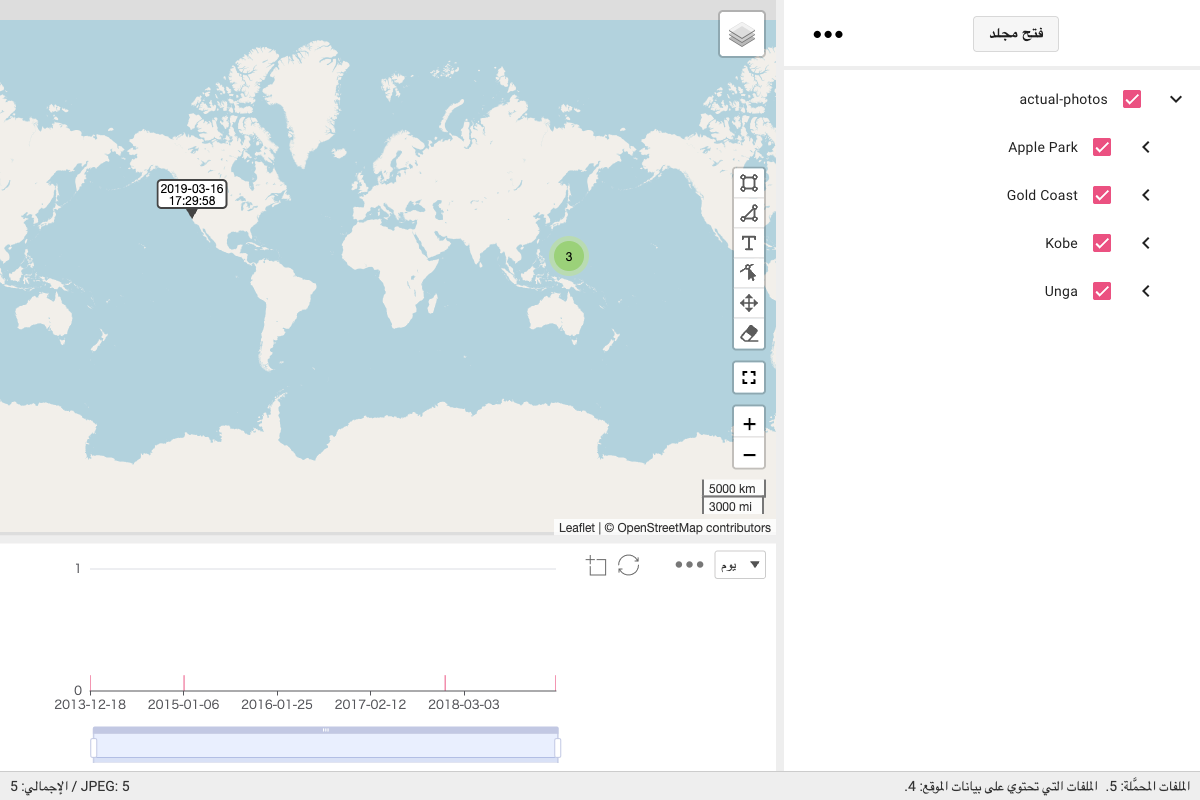 فتح مجلد
actual-photos
Apple Park
Gold Coast
Kobe
Unga
2019-03-16
17:29:58
3
5000 km
3000 mi
Leaflet | © OpenStreetMap contributors
يوم
1
0
2013-12-18
2015-01-06
2016-01-25
2017-02-12
2018-03-03
الملفات المحمَّلة: 5. الملفات التي تحتوي على بيانات الموقع: 4.
JPEG: 5 / الإجمالي: 5